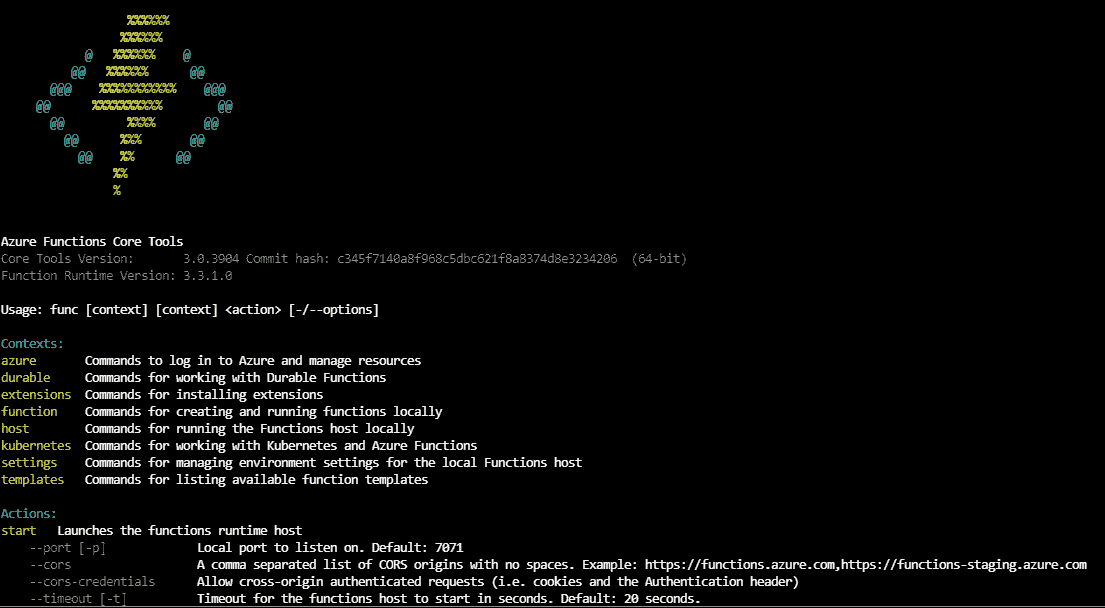 %%%%%%
%%%%%%
@ %%%%%% @
@@ %%%%%% @@
@@@ %%%%%%%%%%% @@@
@@ %%%%%%%%%% @@
@@ %%%% @@
@@ %%% @@
@@ %% @@
%%
%
Azure Functions Core Tools
Core Tools Version: 3.0.3904 Commit hash: c345f7140a8f968c5dbc621f8a8374d8e3234206 (64-bit)
Function Runtime Version: 3.3.1.0
Usage: func [context] [context] <action> [-/--options]
Contexts:
azure Commands to log in to Azure and manage resources
durable Commands for working with Durable Functions
extensions Commands for installing extensions
function Commands for creating and running functions locally
host Commands for running the Functions host locally
kubernetes Commands for working with Kubernetes and Azure Functions
settings Commands for managing environment settings for the local Functions host
templates Commands for listing available function templates
Actions:
start Launches the functions runtime host
--port [-p] Local port to listen on. Default: 7071
--cors A comma separated list of CORS origins with no spaces. Example: https://functions.azure.com,https://functions-staging.azure.com
--cors-credentials Allow cross-origin authenticated requests (i.e. cookies and the Authentication header)
--timeout [-t] Timeout for the functions host to start in seconds. Default: 20 seconds.